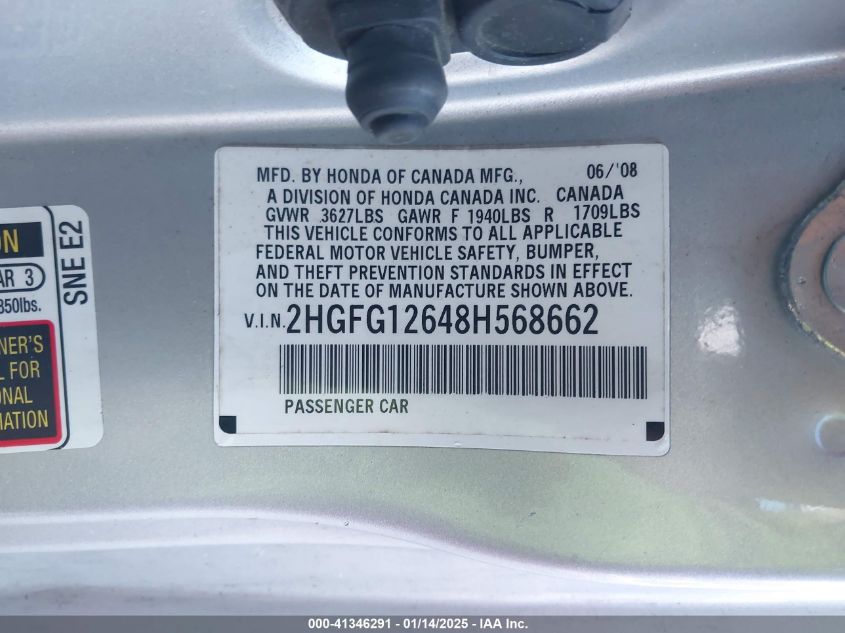 MFD. BY HONDA OF CANADA MFG., 06/'08
A DIVISION OF HONDA CANADA INC. CANADA
GVWR 3627LBS GAWR F 1940LBS R 1709LBS
THIS VEHICLE CONFORMS TO ALL APPLICABLE
FEDERAL MOTOR VEHICLE SAFETY, BUMPER,
AND THEFT PREVENTION STANDARDS IN EFFECT
ON THE DATE OF MANUFACTURE SHOWN ABOVE.
V.I.N. 2HGFG12648H568662
PASSENGER CAR
ON
AR 3
850lbs.
NER'S
L FOR
ONAL
MATION
SNE E2
000-41346291 - 01/14/2025 - IAA Inc.